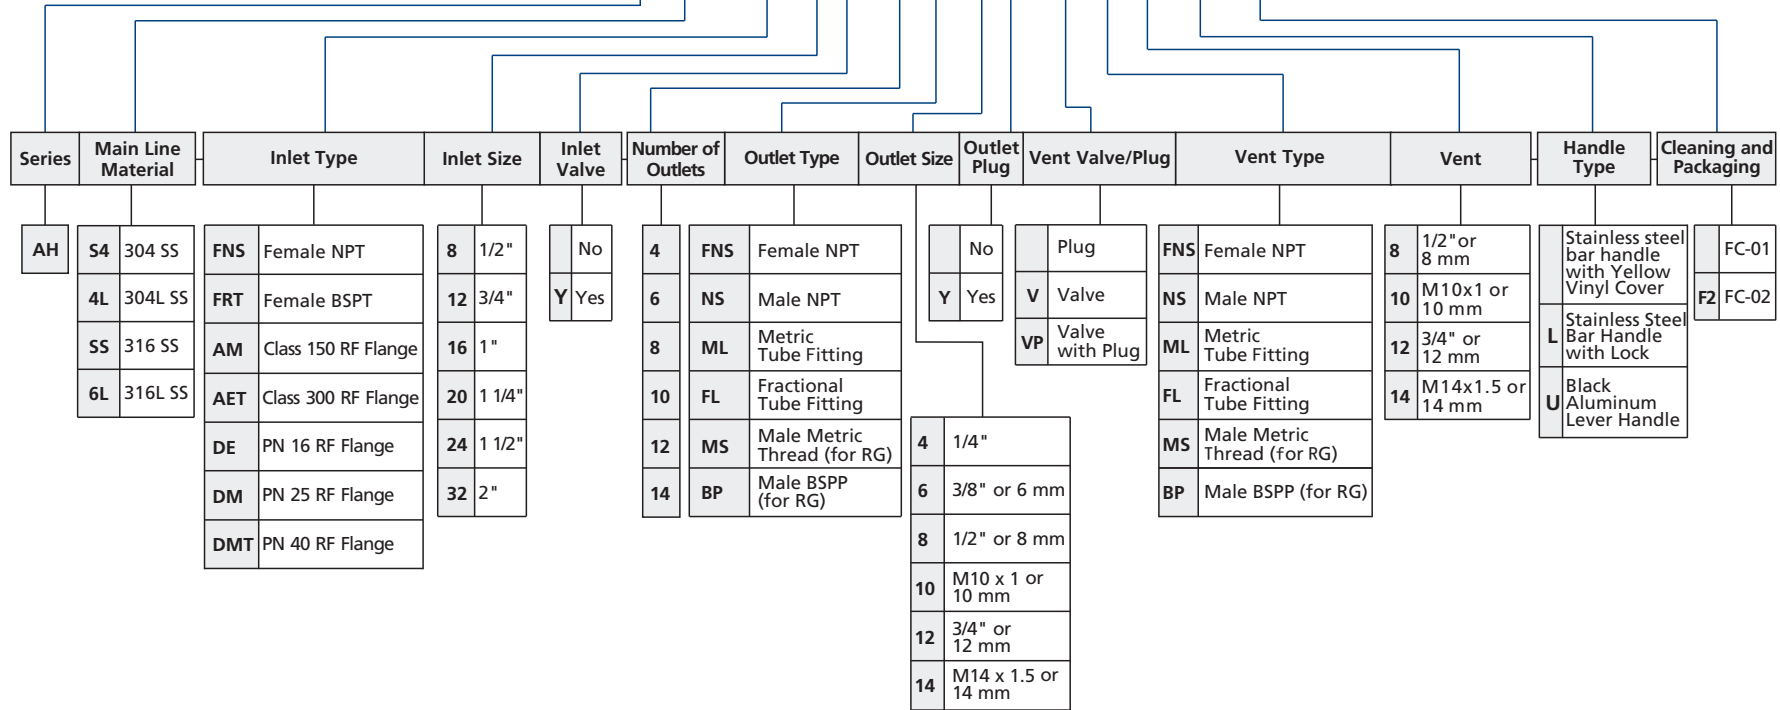 Series
Main Line
Material
Inlet Type
Inlet Size
Inlet
Valve
Number of
Outlets
Outlet Type
Outlet Size
Outlet
Plug
Vent Valve/Plug
Vent Type
Vent
Handle
Type
Cleaning and
Packaging
AH
S4 304 SS
4L 304L SS
SS 316 SS
6L 316L SS
FNS Female NPT
FRT Female BSPT
AM Class 150 RF Flange
AET Class 300 RF Flange
DE PN 16 RF Flange
DM PN 25 RF Flange
DMT PN 40 RF Flange
8 1/2"
12 3/4"
16 1"
20 1 1/4"
24 1 1/2"
32 2"
No
Y Yes
4
6
8
10
12
14
FNS Female NPT
NS Male NPT
ML Metric
Tube Fitting
FL Fractional
Tube Fitting
MS Male Metric
Thread (for RG)
BP Male BSPP
(for RG)
4 1/4"
6 3/8" or 6 mm
8 1/2" or 8 mm
10 M10 x 1 or
10 mm
12 3/4" or
12 mm
14 M14 x 1.5 or
14 mm
No
Y Yes
Plug
V Valve
VP Valve
with Plug
FNS Female NPT
NS Male NPT
ML Metric
Tube Fitting
FL Fractional
Tube Fitting
MS Male Metric
Thread (for RG)
BP Male BSPP (for RG)
8 1/2"or
8 mm
10 M10x1 or
10 mm
12 3/4" or
12 mm
14 M14x1.5 or
14 mm
Stainless steel
bar handle
with Yellow
Vinyl Cover
L Stainless Steel
Bar Handle
with Lock
U Black
Aluminum
Lever Handle
FC-01
F2 FC-02